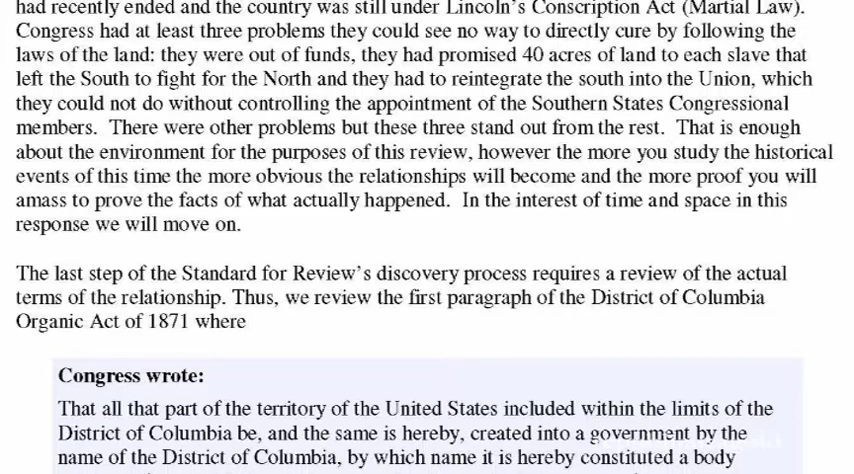 had recently ended and the country was still under Lincoln's Conscription Act (Martial Law).
Congress had at least three problems they could see no way to directly cure by following the
laws of the land: they were out of funds, they had promised 40 acres of land to each slave that
left the South to fight for the North and they had to reintegrate the south into the Union, which
they could not do without controlling the appointment of the Southern States Congressional
members.  There were other problems but these three stand out from the rest.  That is enough
about the environment for the purposes of this review, however the more you study the historical
events of this time the more obvious the relationships will become and the more proof you will
amass to prove the facts of what actually happened.  In the interest of time and space in this
response we will move on.
The last step of the Standard for Review's discovery process requires a review of the actual
terms of the relationship. Thus, we review the first paragraph of the District of Columbia
Organic Act of 1871 where
Congress wrote:
That all that part of the territory of the United States included within the limits of the
District of Columbia be, and the same is hereby, created into a government by the
name of the District of Columbia, by which name it is hereby constituted a body